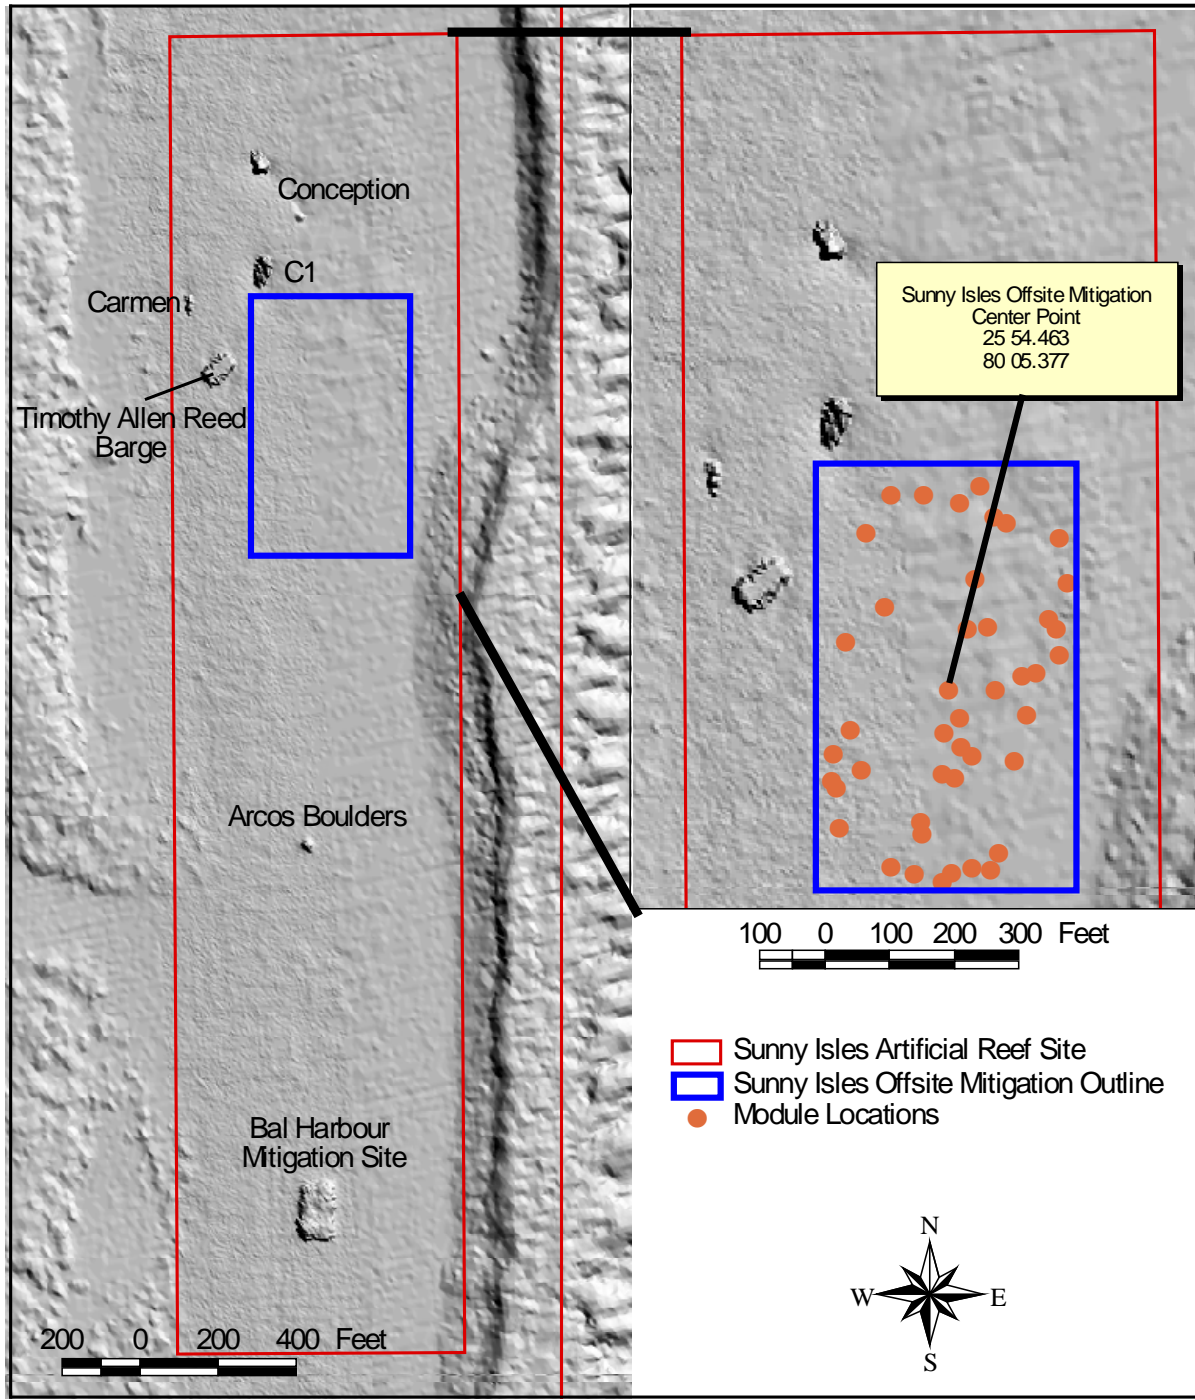 Conception
C1
Carmen
Timothy Allen Reed
Barge
Arcos Boulders
Bal Harbour
Mitigation Site
200 0 200 400 Feet
Sunny Isles Offsite Mitigation
Center Point
25 54.463
80 05.377
100 0 100 200 300 Feet
Sunny Isles Artificial Reef Site
Sunny Isles Offsite Mitigation Outline
Module Locations
N
W E
S